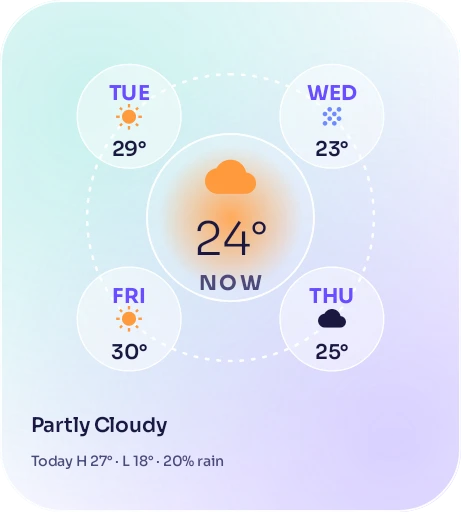 TUE
29°
WED
23°
24°
NOW
FRI
30°
THU
25°
Partly Cloudy
Today H 27° · L 18° · 20% rain